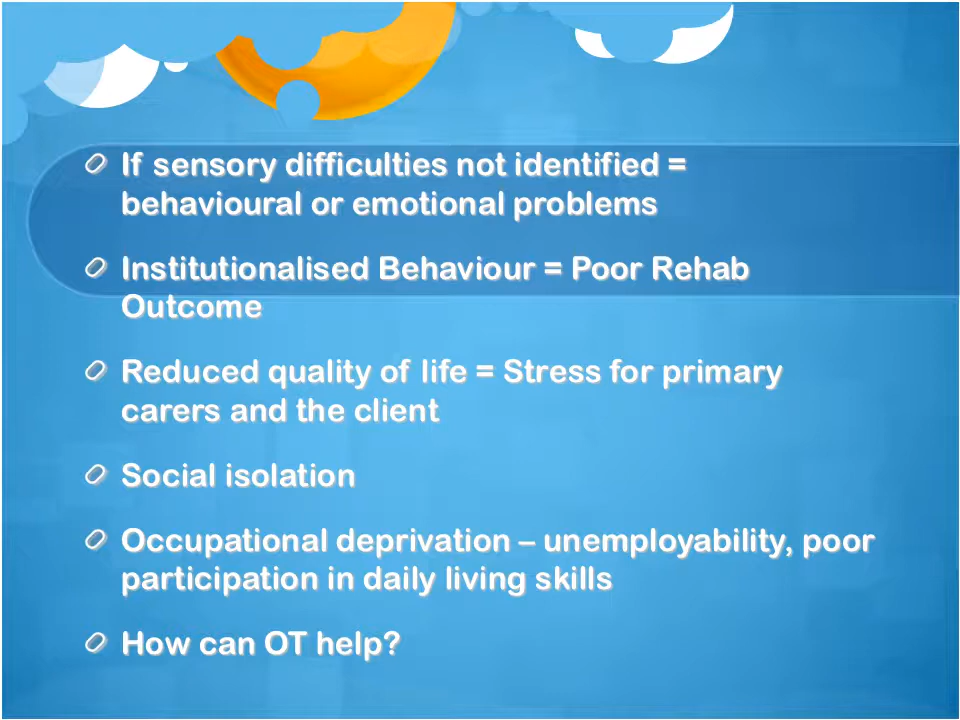 If sensory difficulties not identified =
behavioural or emotional problems
Institutionalised Behaviour = Poor Rehab
Outcome
Reduced quality of life = Stress for primary
carers and the client
Social isolation
Occupational deprivation – unemployability, poor
participation in daily living skills
How can OT help?